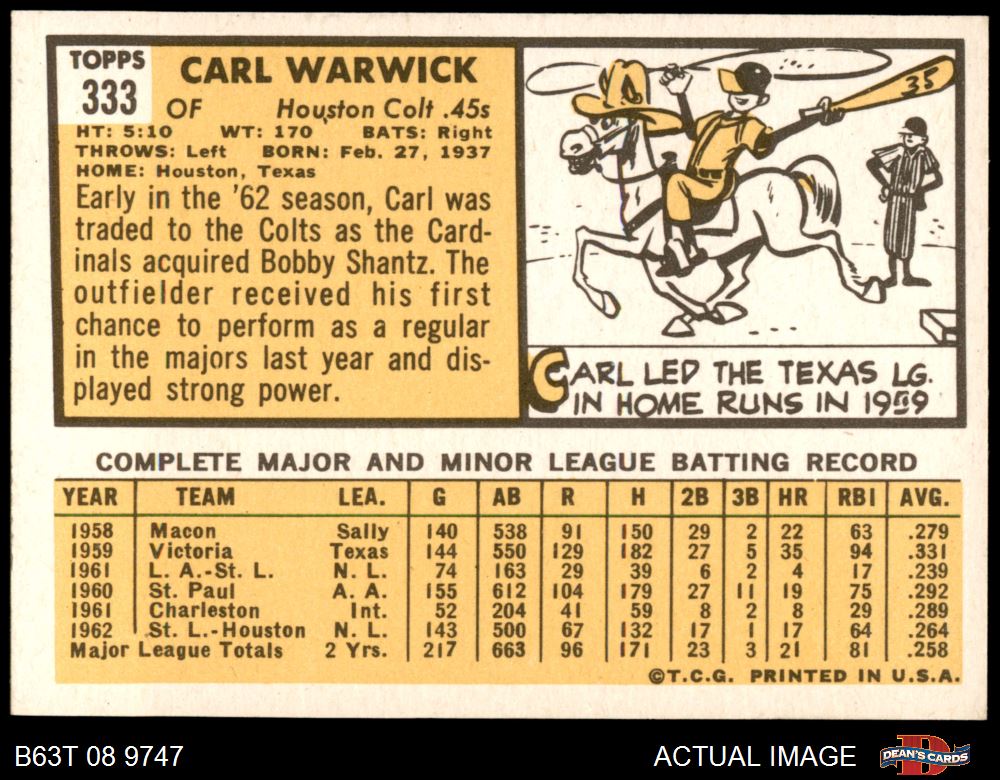 TOPPS
333
CARL WARWICK
OF Houston Colt .45s
HT: 5:10 WT: 170 BATS: Right
THROWS: Left BORN: Feb. 27, 1937
HOME: Houston, Texas
Early in the '62 season, Carl was
traded to the Colts as the Card-
inals acquired Bobby Shantz. The
outfielder received his first
chance to perform as a regular
in the majors last year and dis-
played strong power.
35
CARL LED THE TEXAS LG.
IN HOME RUNS IN 1959
COMPLETE MAJOR AND MINOR LEAGUE BATTING RECORD
YEAR TEAM LEA. G AB R H 2B 3B HR RBI AVG.
1958 Macon Sally 140 538 91 150 29 2 22 63 .279
1959 Victoria Texas 144 550 129 182 27 5 35 94 .331
1961 L. A.-St. L. N. L. 74 163 29 39 6 2 4 17 .239
1960 St. Paul A. A. 155 612 104 179 27 11 19 75 .292
1961 Charleston Int. 52 204 41 59 8 2 8 29 .289
1962 St. L.-Houston N. L. 143 500 67 132 17 1 17 64 .264
Major League Totals 2 Yrs. 217 663 96 171 23 3 21 81 .258
©T.C.G. PRINTED IN U.S.A.
B63T 08 9747
ACTUAL IMAGE
DEAN'S CARDS